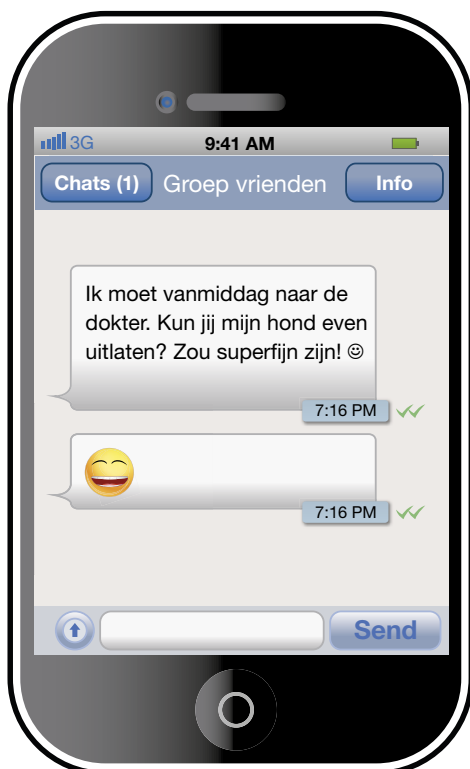 3G 9:41 AM
Chats (1) Groep vrienden Info
Ik moet vanmiddag naar de
dokter. Kun jij mijn hond even
uitlaten? Zou superfijn zijn! ☺
7:16 PM
7:16 PM
Send